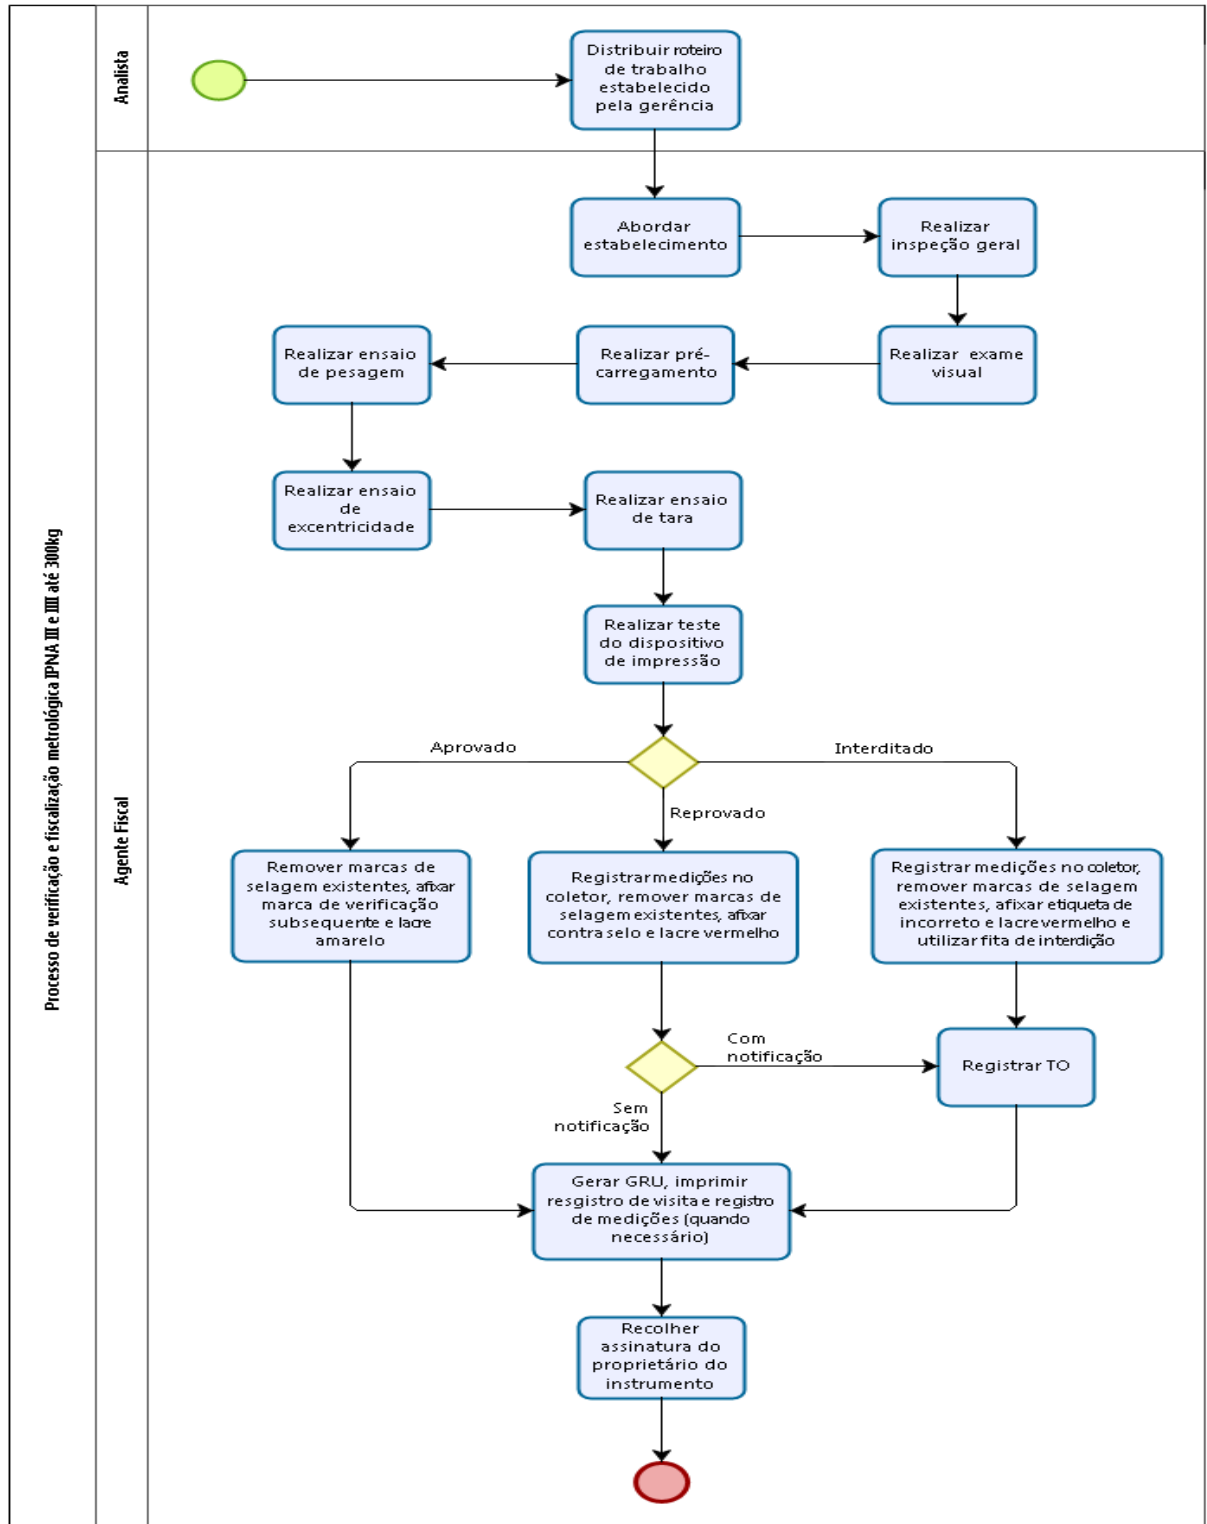 Processo de verificação e fiscalização metrológica IPNA III e IIII até 300kg
Analista
Distribuir roteiro
de trabalho
estabelecido
pela gerência
Agente Fiscal
Abordar
estabelecimento
Realizar
inspeção geral
Realizar ensaio
de pesagem
Realizar pré-
carregamento
Realizar exame
visual
Realizar ensaio
de
excentricidade
Realizar ensaio
de tara
Realizar teste
do dispositivo
de impressão
Aprovado
Interditado
Reprovado
Remover marcas de
selagem existentes, afixar
marca de verificação
subsequente e lacre
amarelo
Registrar medições no
coletor, remover marcas de
selagem existentes, afixar
contra selo e lacre vermelho
Registrar medições no coletor,
remover marcas de selagem
existentes, afixar etiqueta de
incorreto e lacre vermelho e
utilizar fita de interdição
Com
notificação
Registrar TO
Sem
notificação
Gerar GRU, imprimir
resgistro de visita e registro
de medições (quando
necessário)
Recolher
assinatura do
proprietário do
instrumento